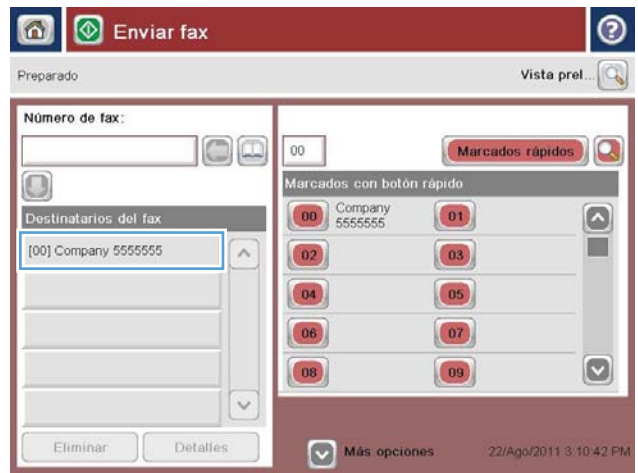 Enviar fax
Preparado
Vista prel...
Número de fax:
00
Marcados rápidos
Marcados con botón rápido
Destinatarios del fax
00 Company 5555555 01
[00] Company 5555555
02 03
04 05
06 07
08 09
Eliminar
Detalles
Más opciones
22/Ago/2011 3:10:42 PM